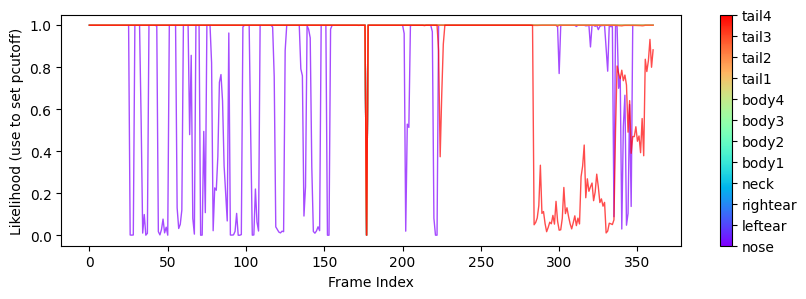 Likelihood (use to set pcutoff)
1.0
0.8
0.6
0.4
0.2
0.0
0
50
100
150
200
250
300
350
Frame Index
tail4
tail3
tail2
tail1
body4
body3
body2
body1
neck
rightear
leftear
nose